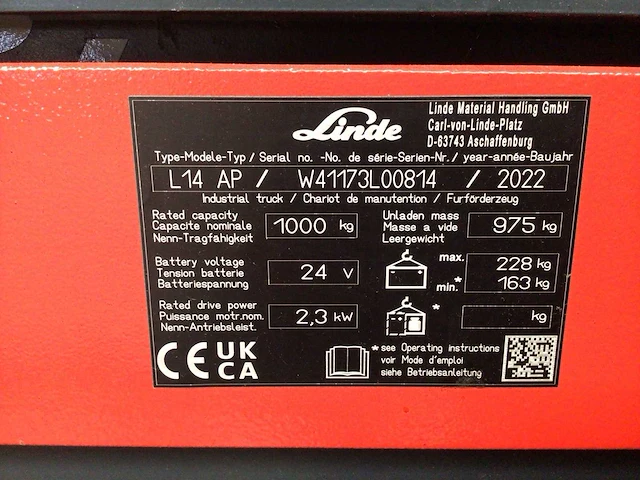 Linde
Linde Material Handling GmbH
Carl-von-Linde-Platz
D-63743 Aschaffenburg
Type-Modele-Typ / Serial no. -No. de série-Serien-Nr. / year-année-Baujahr
L14 AP / W41173L00814 / 2022
Industrial truck / Chariot de manutention / Furförderzeug
Rated capacity
Capacite nominale
Nenn-Tragfähigkeit
1000 kg
Unladen mass
Masse a vide
Leergewicht
975 kg
Battery voltage
Tension batterie
Batteriespannung
24 V
max. 228 kg
min.* 163 kg
Rated drive power
Puissance motr.nom.
Nenn-Antriebsleist.
2,3 kW
* kg
CE UK
CA
*see Operating instructions
voir Mode d'emploi
siehe Betriebsanleitung